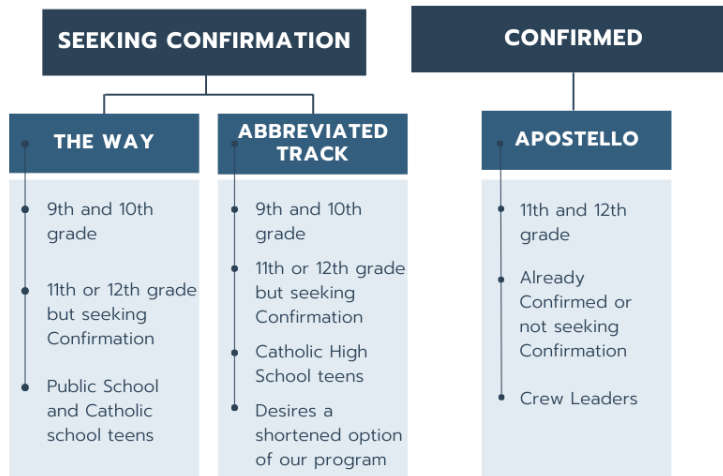 SEEKING CONFIRMATION
THE WAY
9th and 10th
grade
11th or 12th grade
but seeking
Confirmation
Public School
and Catholic
school teens
ABBREVIATED
TRACK
9th and 10th
grade
11th or 12th grade
but seeking
Confirmation
Catholic High
School teens
Desires a
shortened option
of our program
CONFIRMED
APOSTELLO
11th and 12th
grade
Already
Confirmed or
not seeking
Confirmation
Crew Leaders